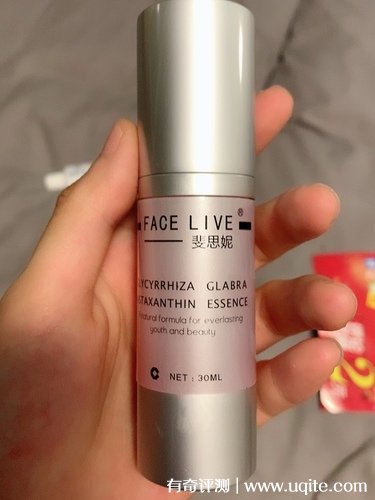 FACE LIVE®
斐思妮
LYCYRRHIZA GLABRA
STAXANTHIN ESSENCE
natural formula for everlasting
youth and beauty
NET : 30ML
有奇评测 | www.uqite.com